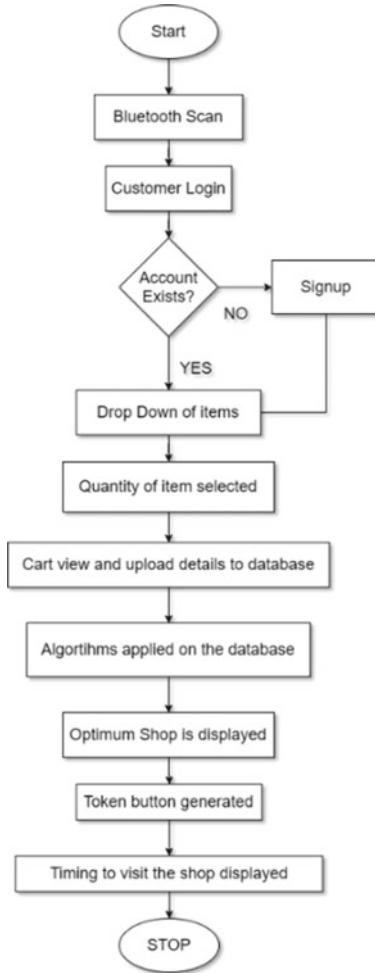 Start
Bluetooth Scan
Customer Login
Account
Exists?
NO
Signup
YES
Drop Down of items
Quantity of item selected
Cart view and upload details to database
Algortihms applied on the database
Optimum Shop is displayed
Token button generated
Timing to visit the shop displayed
STOP